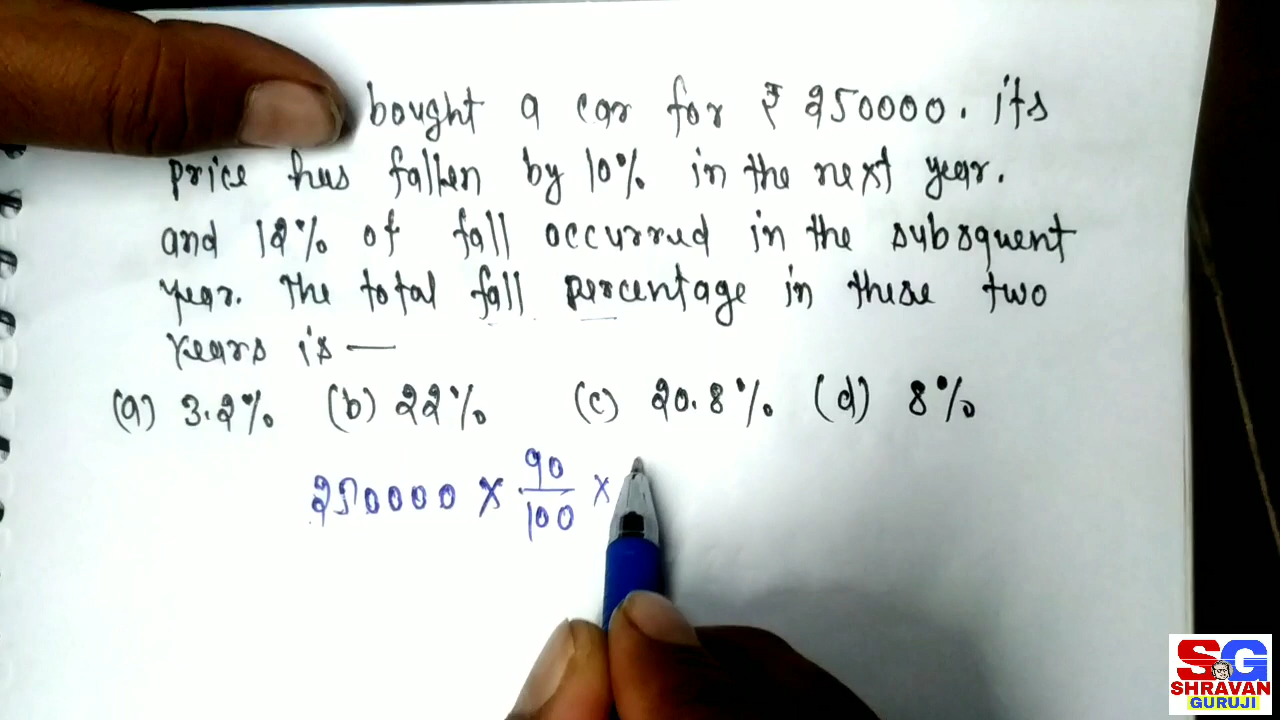 bought a car for ₹ 250000. its
price has fallen by 10% in the next year.
and 12% of fall occurred in the subsquent
year. The total fall percentage in these two
years is —
(a) 3.2% (b) 22% (c) 20.8% (d) 8%
250000 × 90/100 ×
SG
SHRAVAN
GURUJI